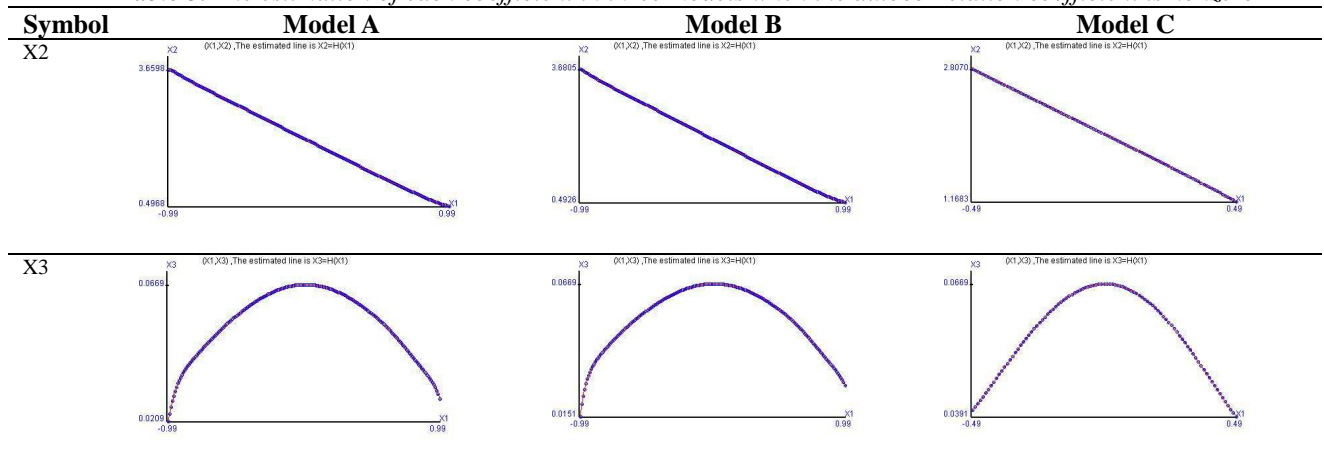 Symbol Model A Model B Model C
X2
X2 (X1,X2) ,The estimated line is X2=H(X1)
3.6598
0.4968
X1
-0.99 0.99
X2 (X1,X2) ,The estimated line is X2=H(X1)
3.6805
0.4926
X1
-0.99 0.99
X2 (X1,X2) ,The estimated line is X2=H(X1)
2.8070
1.1683
X1
-0.49 0.49
X3
X3 (X1,X3) ,The estimated line is X3=H(X1)
0.0669
0.0209
X1
-0.99 0.99
X3 (X1,X3) ,The estimated line is X3=H(X1)
0.0669
0.0151
X1
-0.99 0.99
X3 (X1,X3) ,The estimated line is X3=H(X1)
0.0669
0.0391
X1
-0.49 0.49